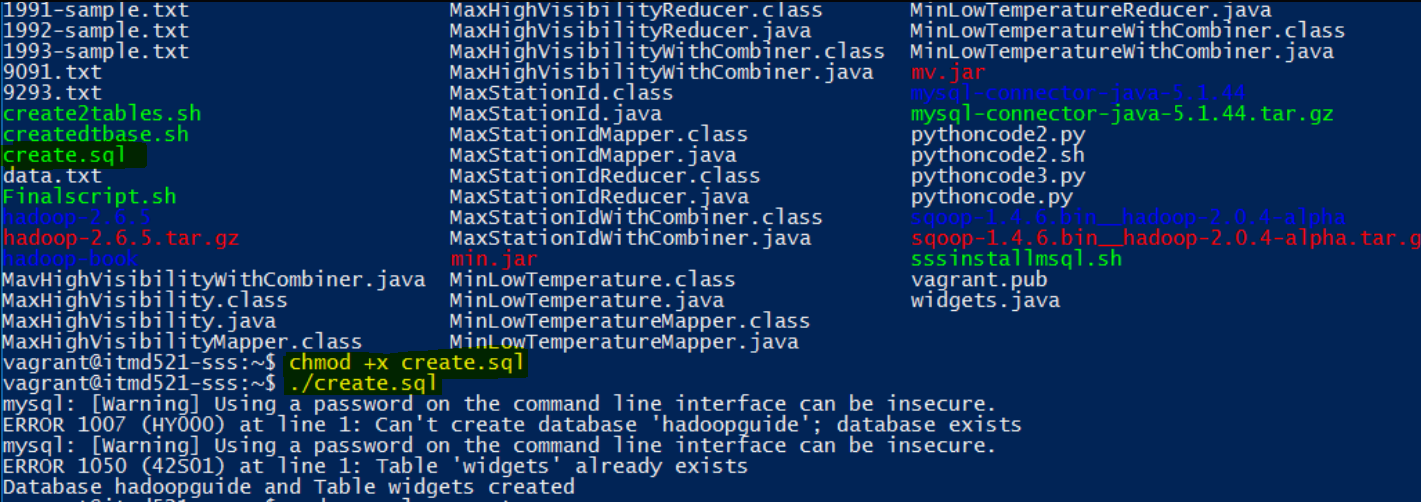 1991-sample.txt MaxHighVisibilityReducer.class MinLowTemperatureReducer.java
1992-sample.txt MaxHighVisibilityReducer.java MinLowTemperatureWithCombiner.class
1993-sample.txt MaxHighVisibilityWithCombiner.class MinLowTemperatureWithCombiner.java
9091.txt MaxHighVisibilityWithCombiner.java mv.jar
9293.txt MaxStationId.class mysql-connector-java-5.1.44
create2tables.sh MaxStationId.java mysql-connector-java-5.1.44.tar.gz
createdtbase.sh MaxStationIdMapper.class pythoncode2.py
create.sql MaxStationIdMapper.java pythoncode2.sh
data.txt MaxStationIdReducer.class pythoncode3.py
Finalscript.sh MaxStationIdReducer.java pythoncode.py
hadoop-2.6.5 MaxStationIdWithCombiner.class sqoop-1.4.6.bin__hadoop-2.0.4-alpha
hadoop-2.6.5.tar.gz MaxStationIdWithCombiner.java sqoop-1.4.6.bin__hadoop-2.0.4-alpha.tar.g
hadoop-book min.jar sssinstallmsql.sh
MavHighVisibilityWithCombiner.java MinLowTemperature.class vagrant.pub
MaxHighVisibility.class MinLowTemperature.java widgets.java
MaxHighVisibility.java MinLowTemperatureMapper.class
MaxHighVisibilityMapper.class MinLowTemperatureMapper.java
vagrant@itmd521-sss:~$ chmod +x create.sql
vagrant@itmd521-sss:~$ ./create.sql
mysql: [Warning] Using a password on the command line interface can be insecure.
ERROR 1007 (HY000) at line 1: Can't create database 'hadoopguide'; database exists
mysql: [Warning] Using a password on the command line interface can be insecure.
ERROR 1050 (42S01) at line 1: Table 'widgets' already exists
Database hadoopguide and Table widgets created